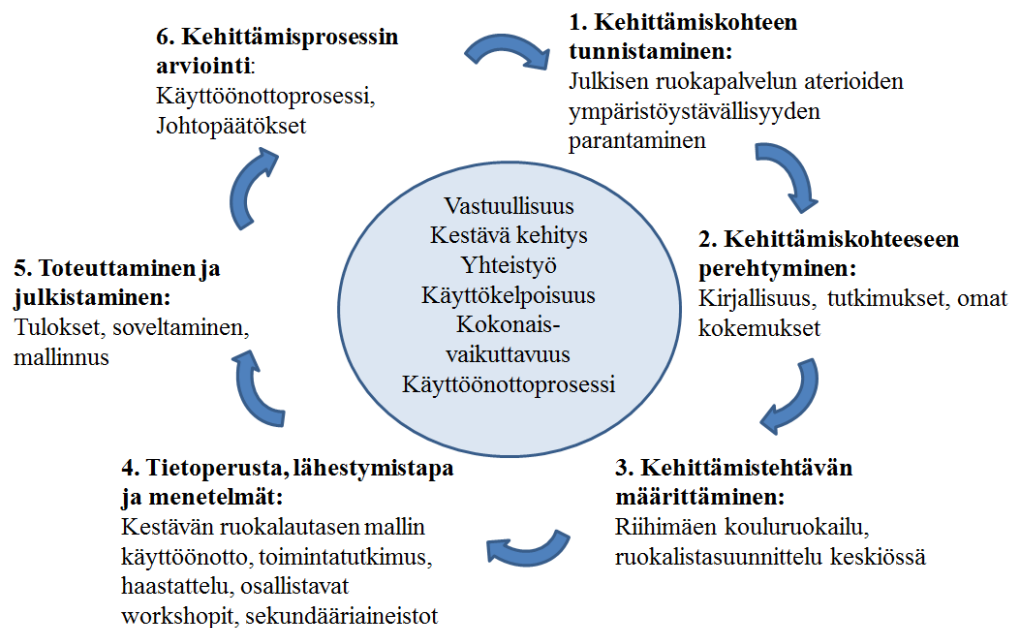 1. Kehittämiskohteen
tunnistaminen:
Julkisen ruokapalvelun aterioiden
ympäristöystävällisyyden
parantaminen
2. Kehittämiskohteeseen
perehtyminen:
Kirjallisuus, tutkimukset, omat
kokemukset
3. Kehittämistehtävän
määrittäminen:
Riihimäen kouluruokailu,
ruokalistasuunnittelu keskiössä
4. Tietoperusta, lähestymistapa
ja menetelmät:
Kestävän ruokalautasen mallin
käyttöönotto, toimintatutkimus,
haastattelu, osallistavat
workshopit, sekundääriaineistot
5. Toteuttaminen ja
julkistaminen:
Tulokset, soveltaminen,
mallinnus
6. Kehittämisprosessin
arviointi:
Käyttöönottoprosessi,
Johtopäätökset
Vastuullisuus
Kestävä kehitys
Yhteistyö
Käyttökelpoisuus
Kokonais-
vaikuttavuus
Käyttöönottoprosessi